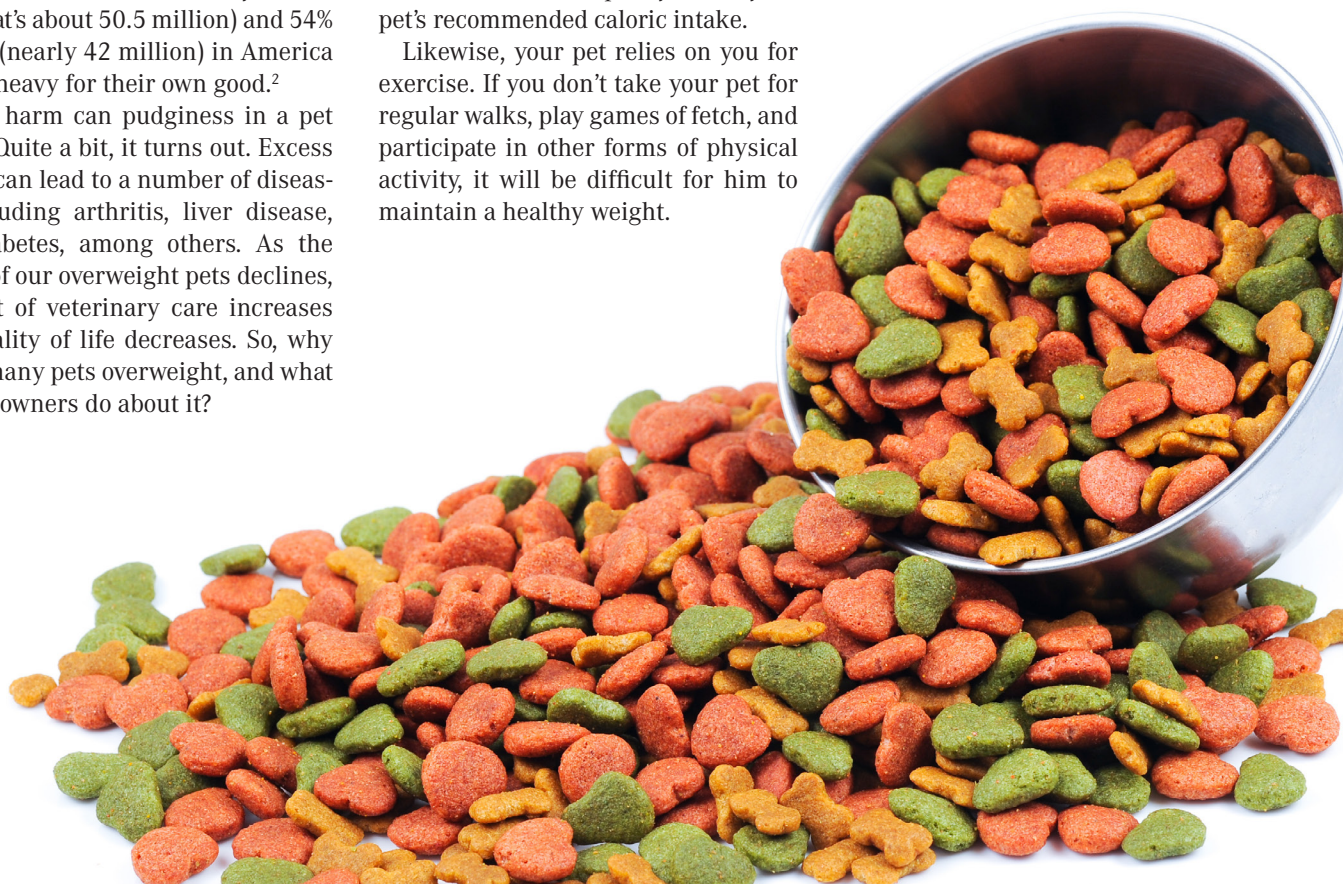 at's about 50.5 million) and 54%
(nearly 42 million) in America
heavy for their own good.²
harm can pudginess in a pet
Quite a bit, it turns out. Excess
can lead to a number of diseas-
luding arthritis, liver disease,
abetes, among others. As the
of our overweight pets declines,
t of veterinary care increases
ality of life decreases. So, why
many pets overweight, and what
owners do about it?
pet's recommended caloric intake.
Likewise, your pet relies on you for
exercise. If you don't take your pet for
regular walks, play games of fetch, and
participate in other forms of physical
activity, it will be difficult for him to
maintain a healthy weight.